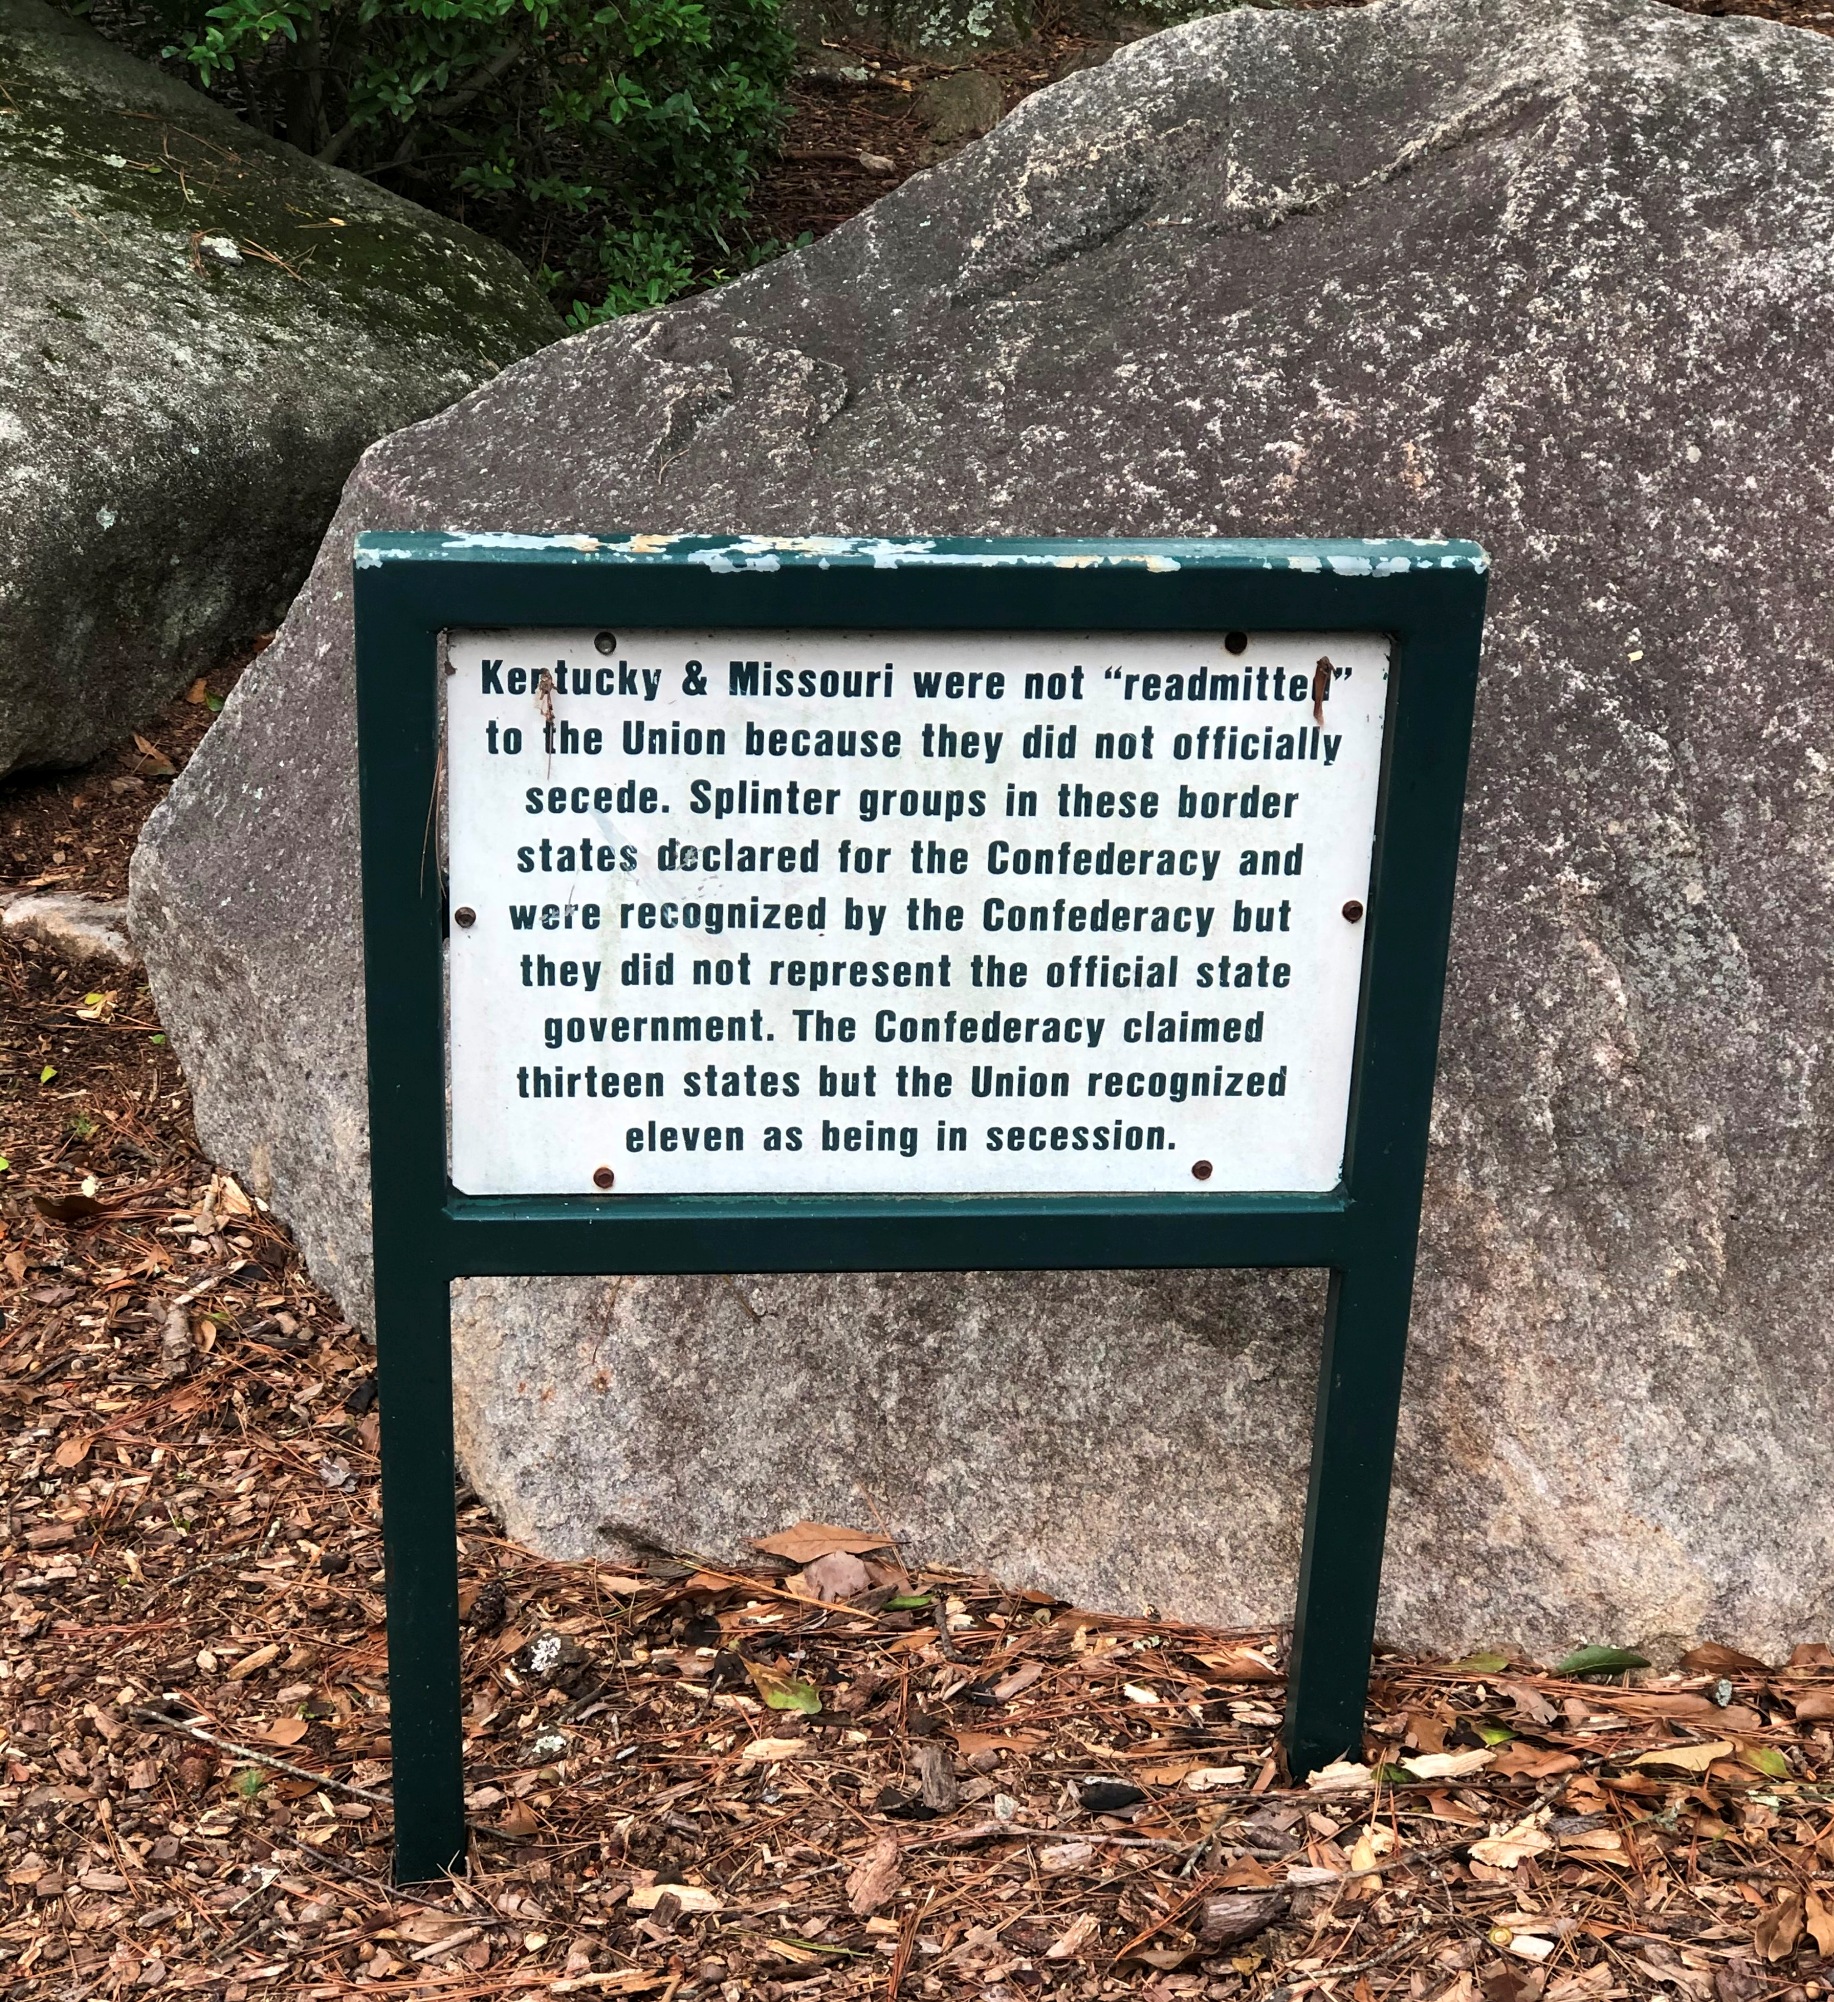 Kentucky & Missouri were not “readmitted”
to the Union because they did not officially
secede. Splinter groups in these border
states declared for the Confederacy and
were recognized by the Confederacy but
they did not represent the official state
government. The Confederacy claimed
thirteen states but the Union recognized
eleven as being in secession.